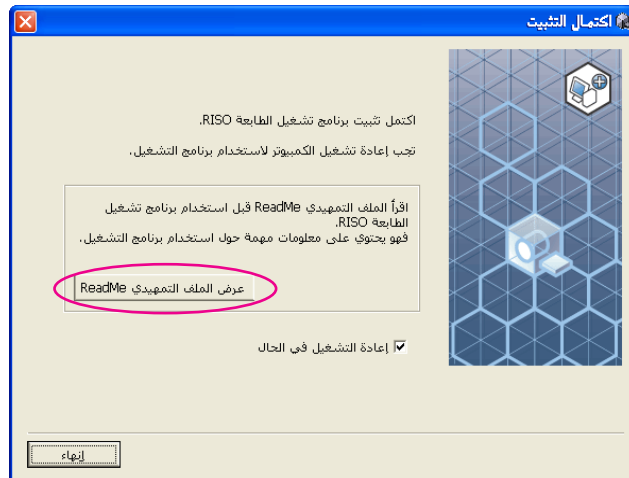 اكتمال التثبيت
اكتمل تثبيت برنامج تشغيل الطابعة RISO.
تجب إعادة تشغيل الكمبيوتر لاستخدام برنامج التشغيل.
اقرأ الملف التمهيدي ReadMe قبل استخدام برنامج تشغيل
الطابعة RISO.
فهو يحتوي على معلومات مهمة حول استخدام برنامج التشغيل.
عرض الملف التمهيدي ReadMe
إعادة التشغيل في الحال
إنهاء